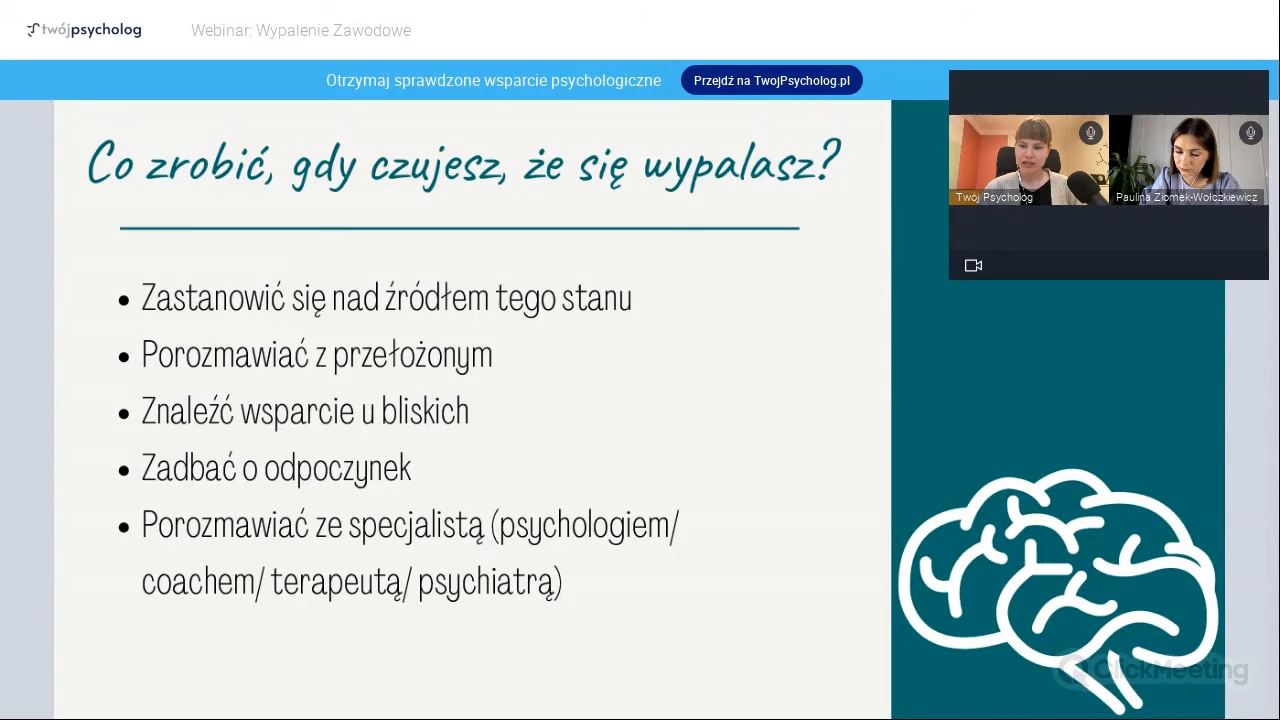 twójpsycholog
Webinar: Wypalenie Zawodowe
Otrzymaj sprawdzone wsparcie psychologiczne
Przejdź na TwojPsycholog.pl
Co zrobić, gdy czujesz, że się wypalasz?
Twój Psycholog
Paulina Ziomek-Wołczkiewicz
• Zastanowić się nad źródłem tego stanu
• Porozmawiać z przełożonym
• Znaleźć wsparcie u bliskich
• Zadbać o odpoczynek
• Porozmawiać ze specjalistą (psychologiem/
coachem/ terapeutą/ psychiatrą)
ClickMeeting